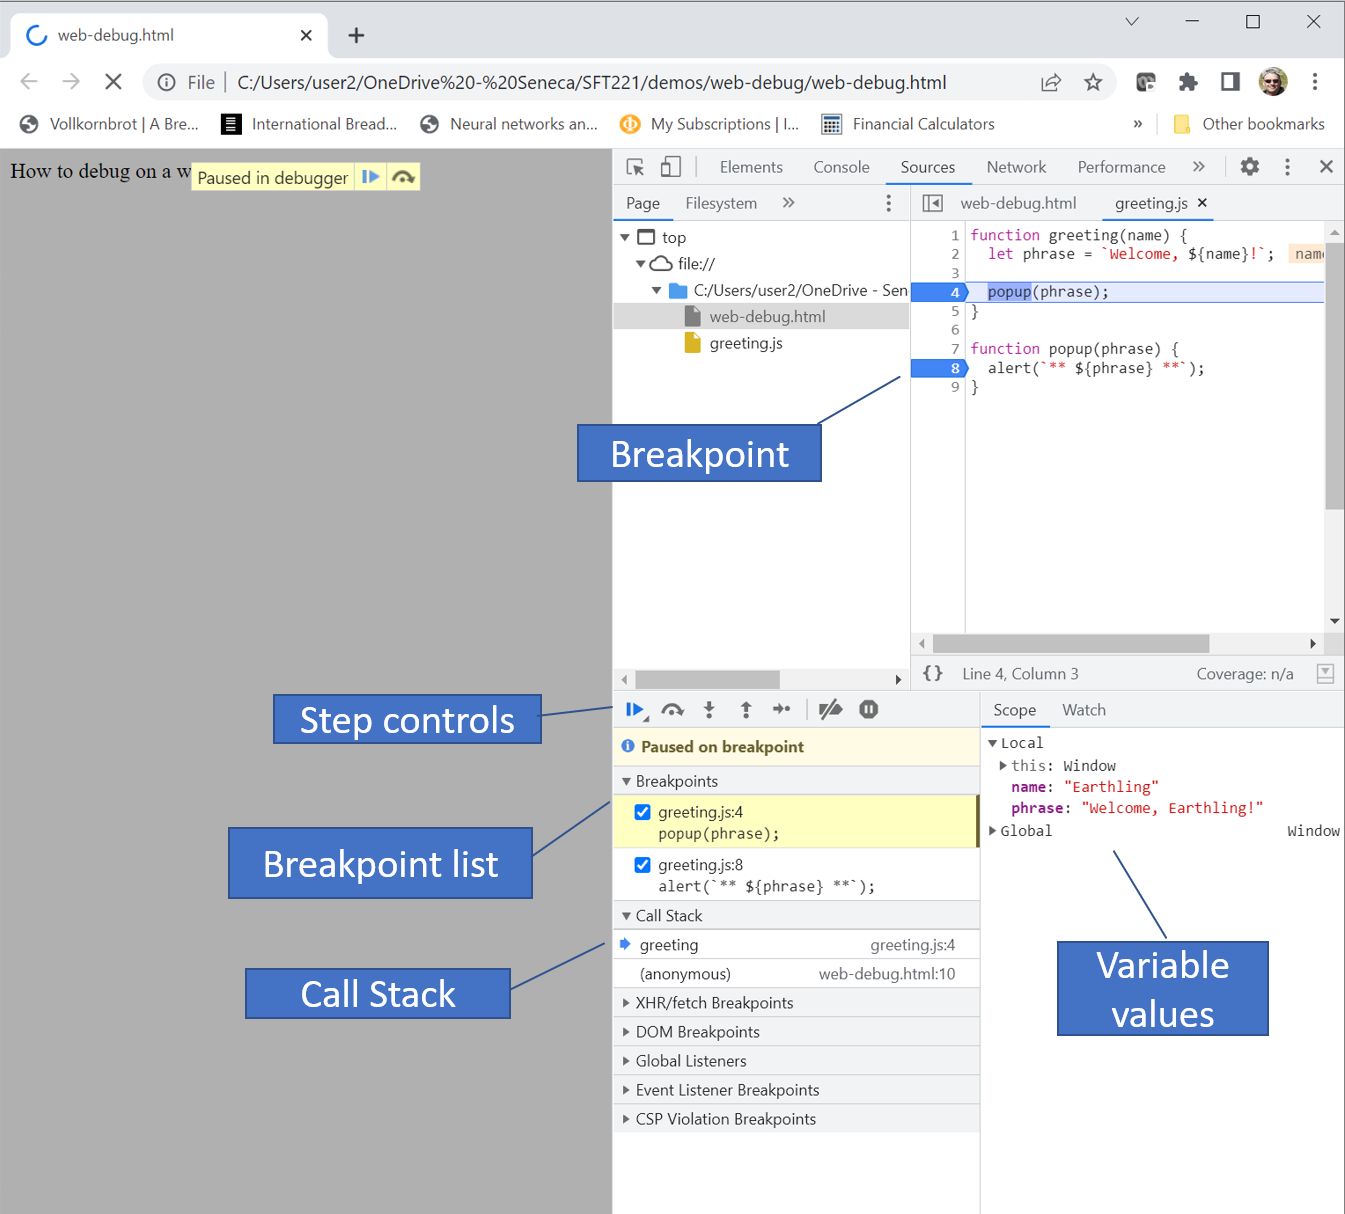 web-debug.html
File | C:/Users/user2/OneDrive%20-%20Seneca/SFT221/demos/web-debug/web-debug.html
Vollkornbrot | A Bre... International Bread... Neural networks an... My Subscriptions | I... Financial Calculators » Other bookmarks
How to debug on a w
Paused in debugger
Elements Console Sources Network Performance »
Page Filesystem »
top
file://
C:/Users/user2/OneDrive - Sen
web-debug.html
greeting.js
web-debug.html greeting.js
1 function greeting(name) {
2 let phrase = `Welcome, ${name}!`; name
3
4 popup(phrase);
5 }
6
7 function popup(phrase) {
8 alert(`** ${phrase} **`);
9 }
Breakpoint
{} Line 4, Column 3 Coverage: n/a
Step controls
Paused on breakpoint
Breakpoints
greeting.js:4
popup(phrase);
greeting.js:8
alert(`** ${phrase} **`);
Breakpoint list
Call Stack
greeting greeting.js:4
(anonymous) web-debug.html:10
Call Stack
XHR/fetch Breakpoints
DOM Breakpoints
Global Listeners
Event Listener Breakpoints
CSP Violation Breakpoints
Scope Watch
Local
this: Window
name: "Earthling"
phrase: "Welcome, Earthling!"
Global Window
Variable
values